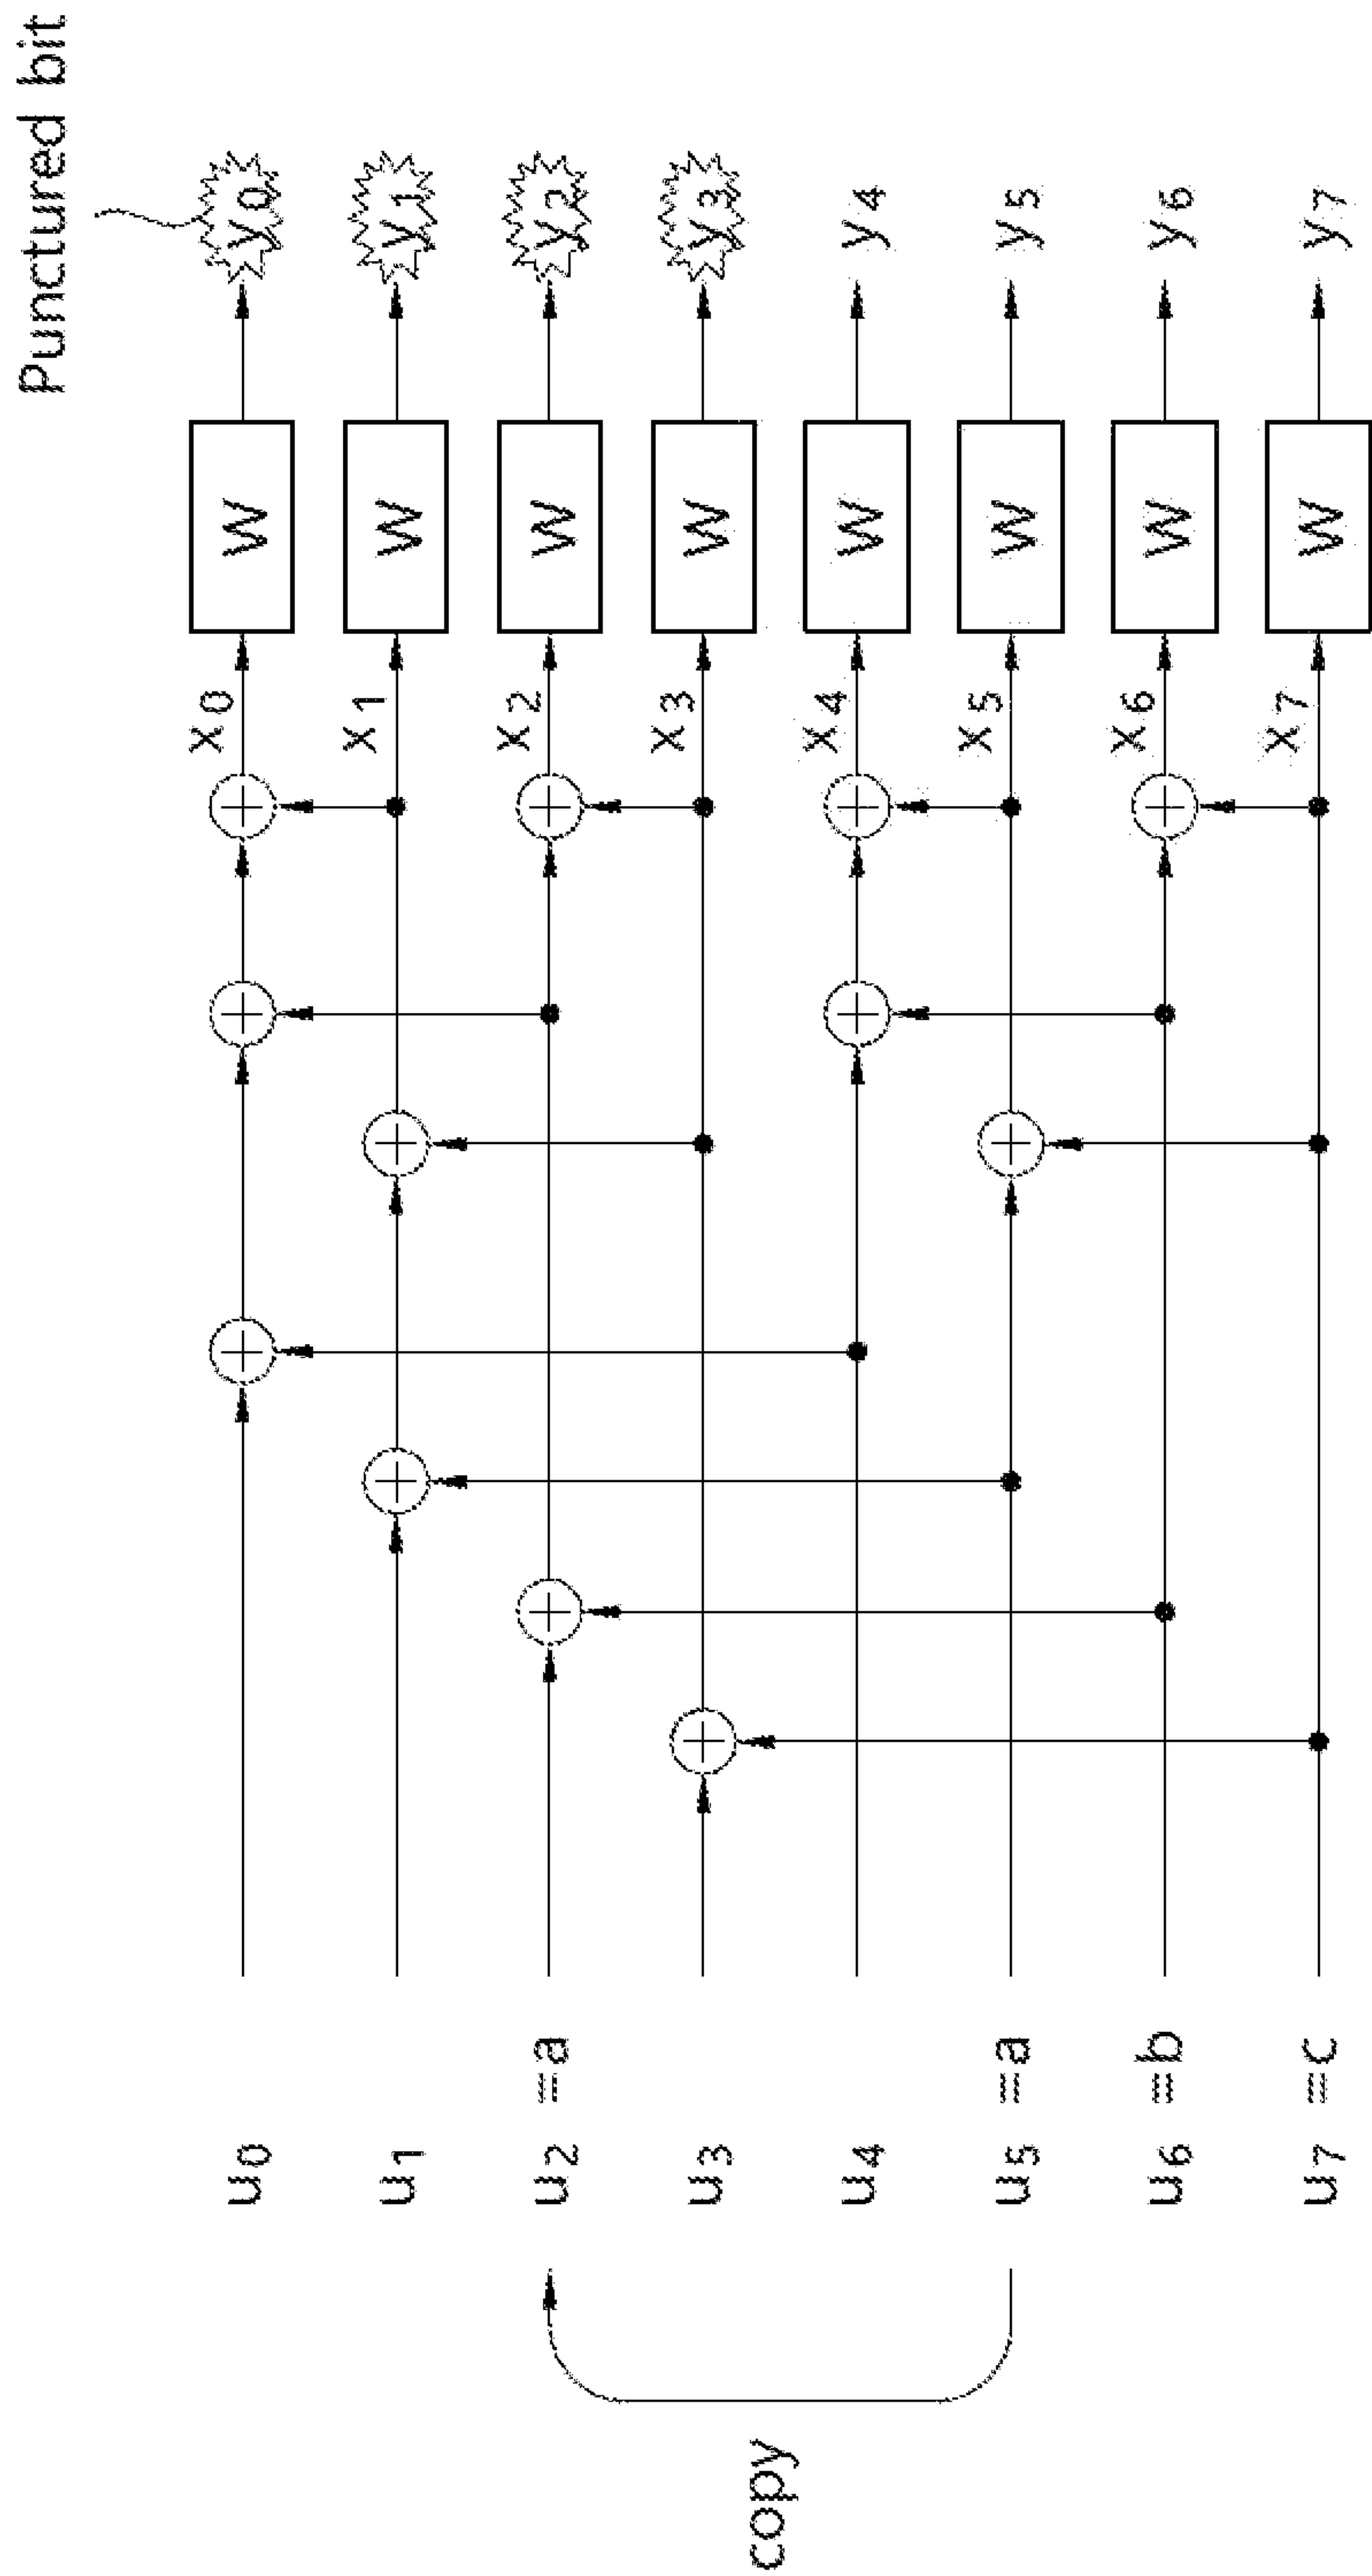 Punctured bit
u0 x0 W y0
u1 x1 W y1
u2 =a x2 W y2
u3 x3 W y3
u4 x4 W y4
u5 =a x5 W y5
u6 =b x6 W y6
u7 =c x7 W y7
copy